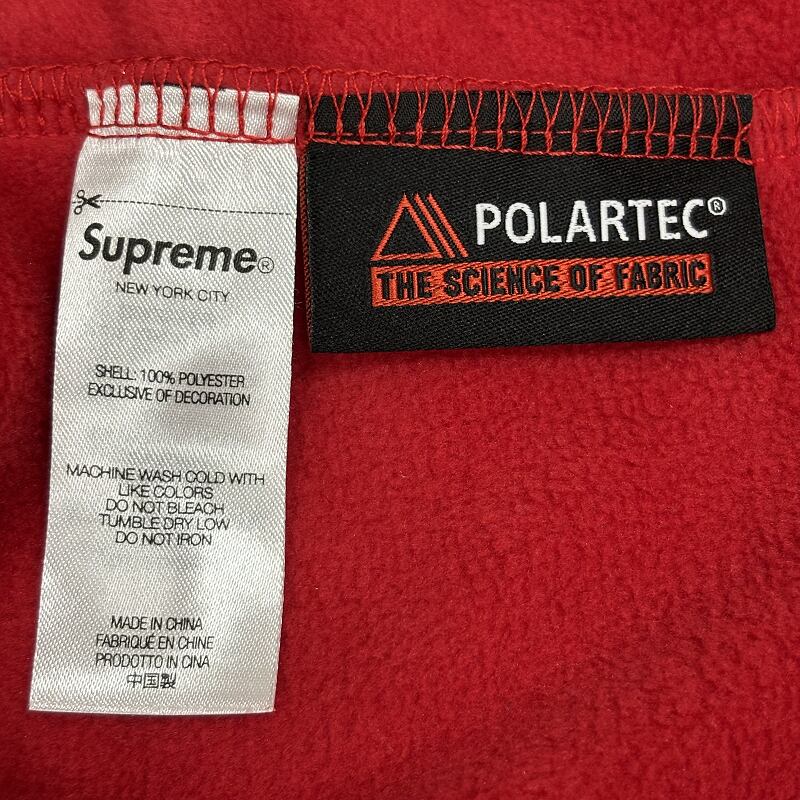 Supreme®
NEW YORK CITY
SHELL: 100% POLYESTER
EXCLUSIVE OF DECORATION
MACHINE WASH COLD WITH
LIKE COLORS
DO NOT BLEACH
TUMBLE DRY LOW
DO NOT IRON
MADE IN CHINA
FABRIQUÉ EN CHINE
PRODOTTO IN CINA
中国製
POLARTEC®
THE SCIENCE OF FABRIC